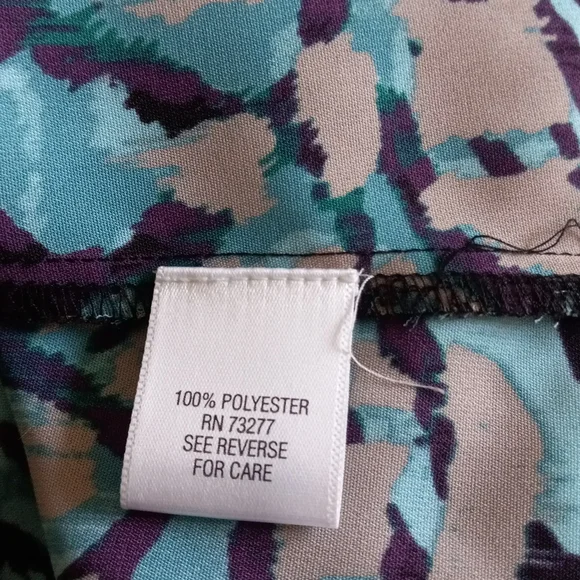 100% POLYESTER
RN 73277
SEE REVERSE
FOR CARE